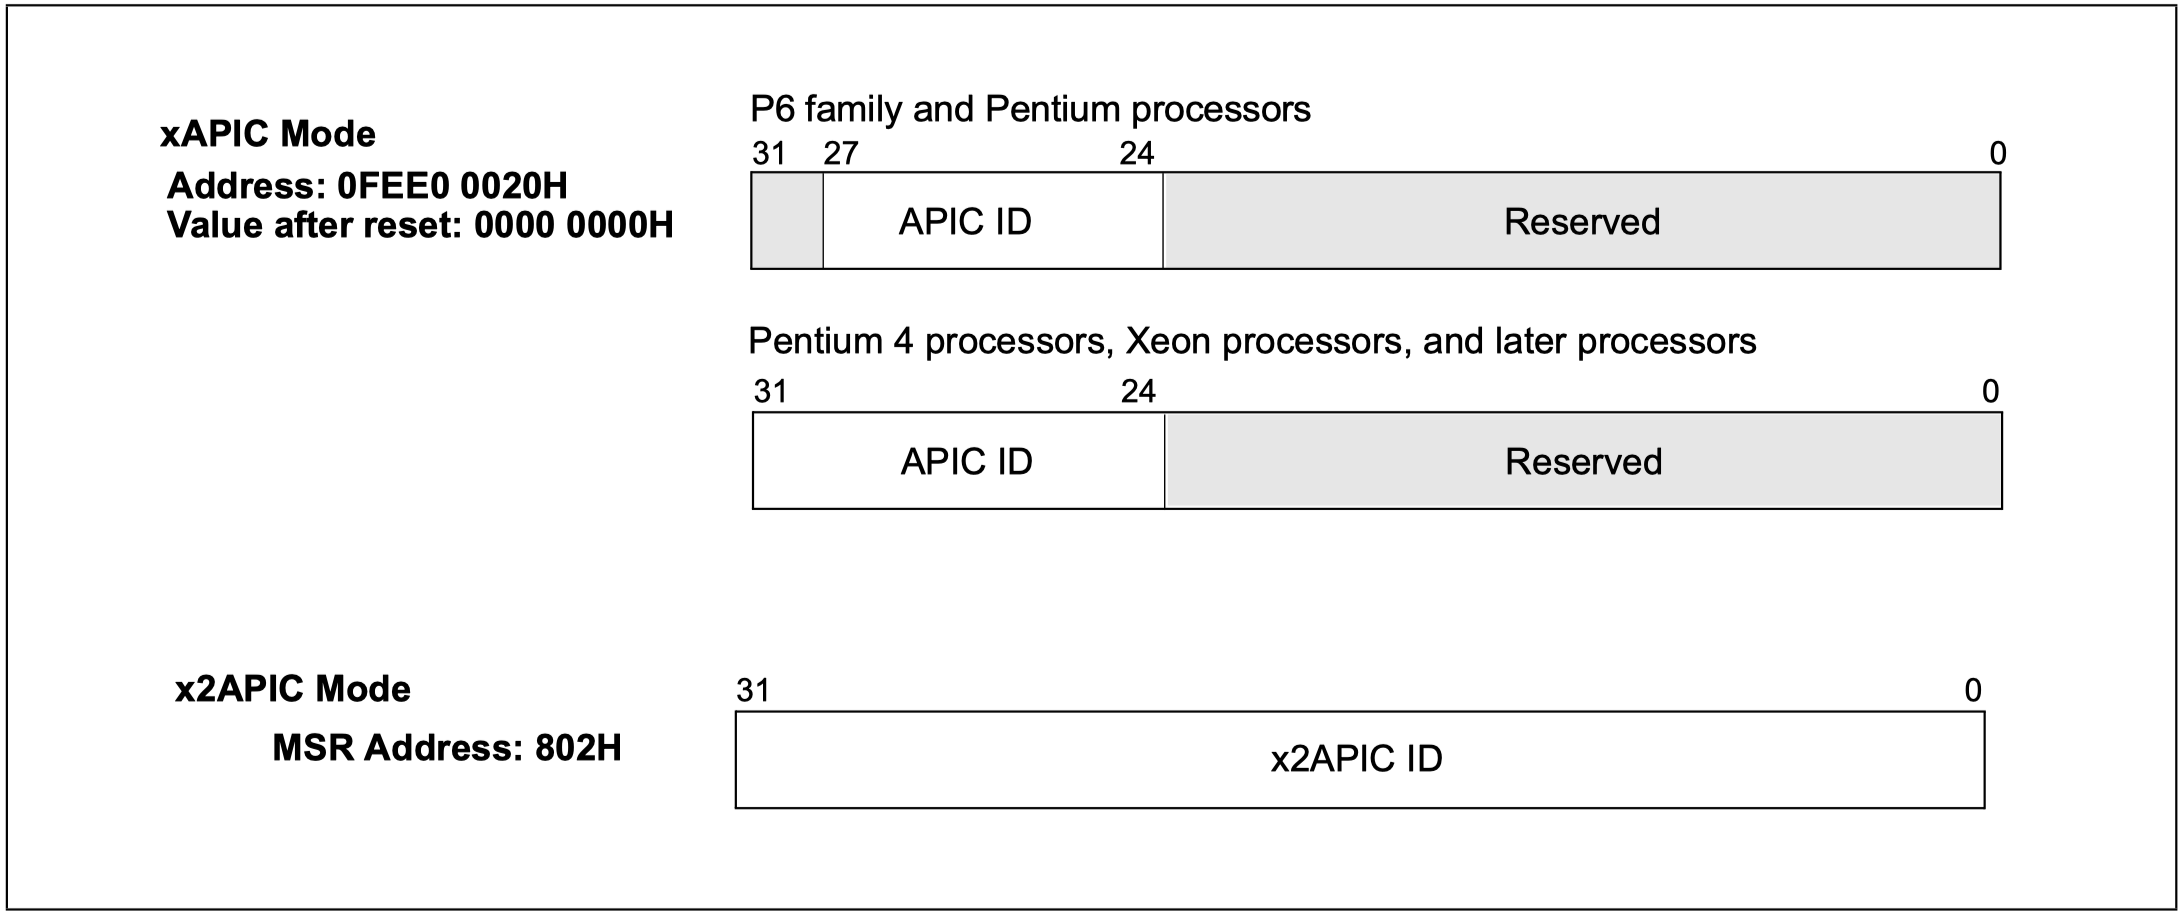 xAPIC Mode
Address: 0FEE0 0020H
Value after reset: 0000 0000H
P6 family and Pentium processors
31 27 24 0
APIC ID Reserved
Pentium 4 processors, Xeon processors, and later processors
31 24 0
APIC ID Reserved
x2APIC Mode
MSR Address: 802H
31 0
x2APIC ID